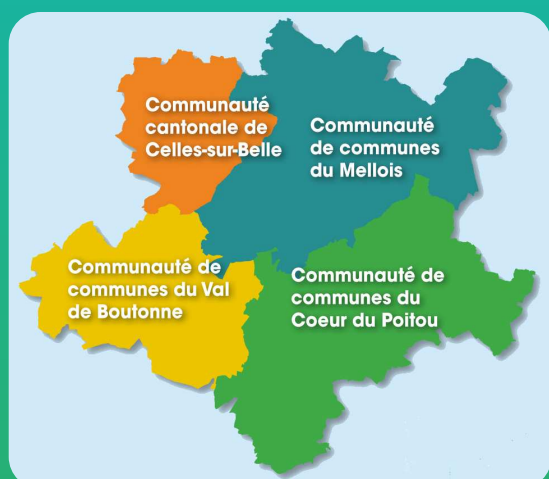 Communauté
cantonale de
Celles-sur-Belle
Communauté
de communes
du Mellois
Communauté de
communes du Val
de Boutonne
Communauté de
communes du
Coeur du Poitou